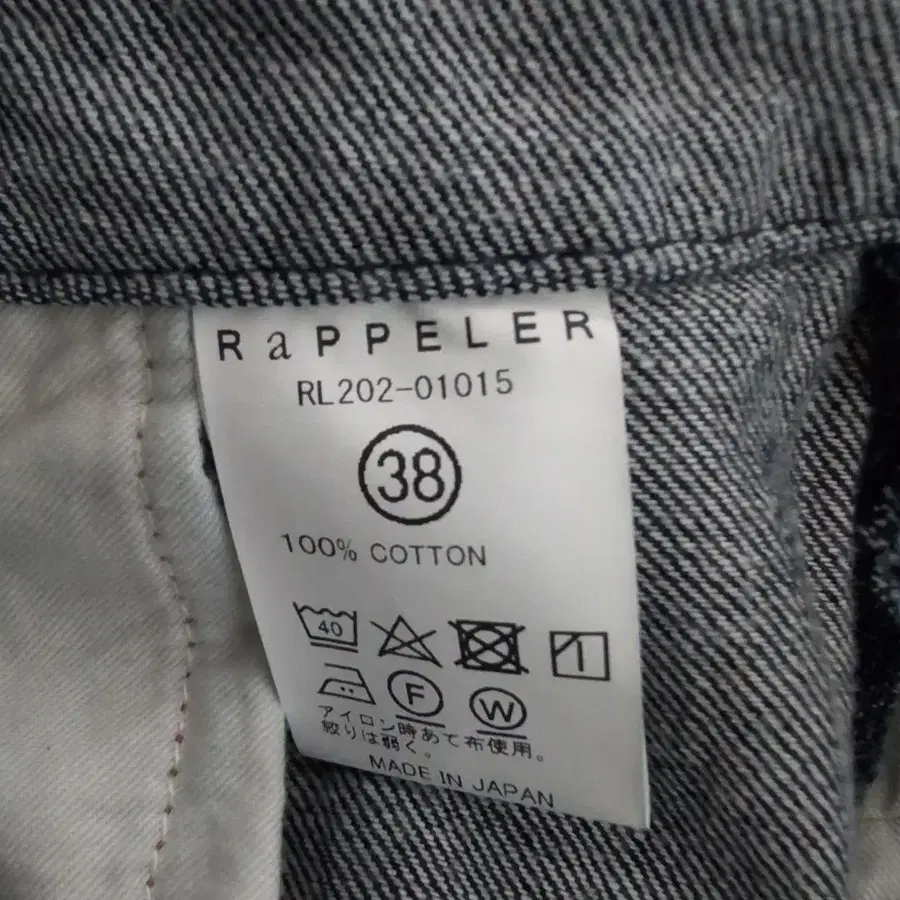 RaPPELER
RL202-01015
38
100% COTTON
40
F W
アイロン時あて布使用。
絞りは弱く。
MADE IN JAPAN